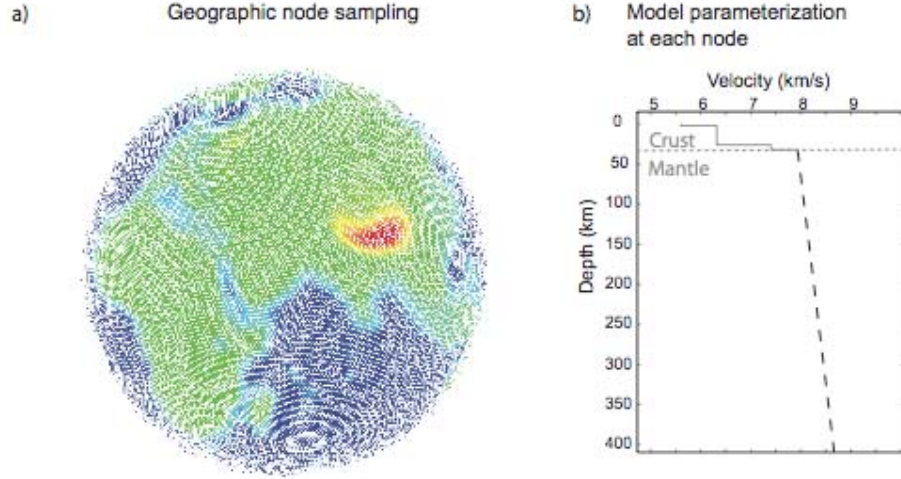 a)
Geographic node sampling
b)
Model parameterization
at each node
Velocity (km/s)
5 6 7 8 9
0
50
100
150
200
250
300
350
400
Depth (km)
Crust
Mantle